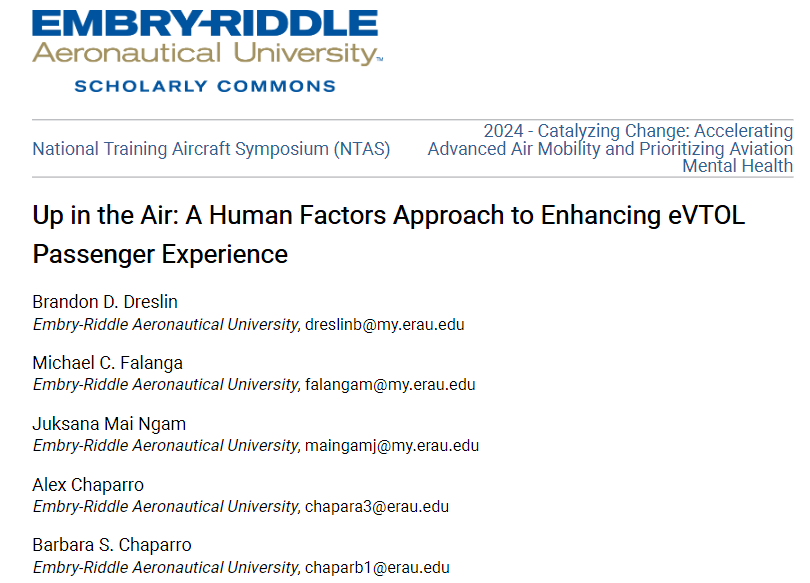 EMBRY-RIDDLE
Aeronautical University™
SCHOLARLY COMMONS
National Training Aircraft Symposium (NTAS)
2024 - Catalyzing Change: Accelerating
Advanced Air Mobility and Prioritizing Aviation
Mental Health
Up in the Air: A Human Factors Approach to Enhancing eVTOL
Passenger Experience
Brandon D. Dreslin
Embry-Riddle Aeronautical University, dreslinb@my.erau.edu
Michael C. Falanga
Embry-Riddle Aeronautical University, falangam@my.erau.edu
Juksana Mai Ngam
Embry-Riddle Aeronautical University, maingamj@my.erau.edu
Alex Chaparro
Embry-Riddle Aeronautical University, chapara3@erau.edu
Barbara S. Chaparro
Embry-Riddle Aeronautical University, chaparb1@erau.edu